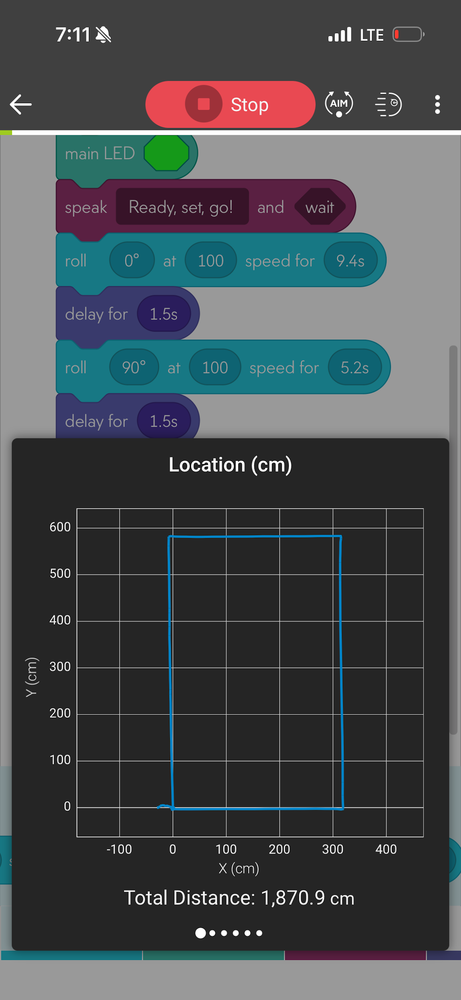 7:11 LTE
Stop AIM
main LED
speak Ready, set, go! and wait
roll 0° at 100 speed for 9.4s
delay for 1.5s
roll 90° at 100 speed for 5.2s
delay for 1.5s
Location (cm)
600
500
400
300
200
100
0
Y (cm)
-100 0 100 200 300 400
X (cm)
Total Distance: 1,870.9 cm